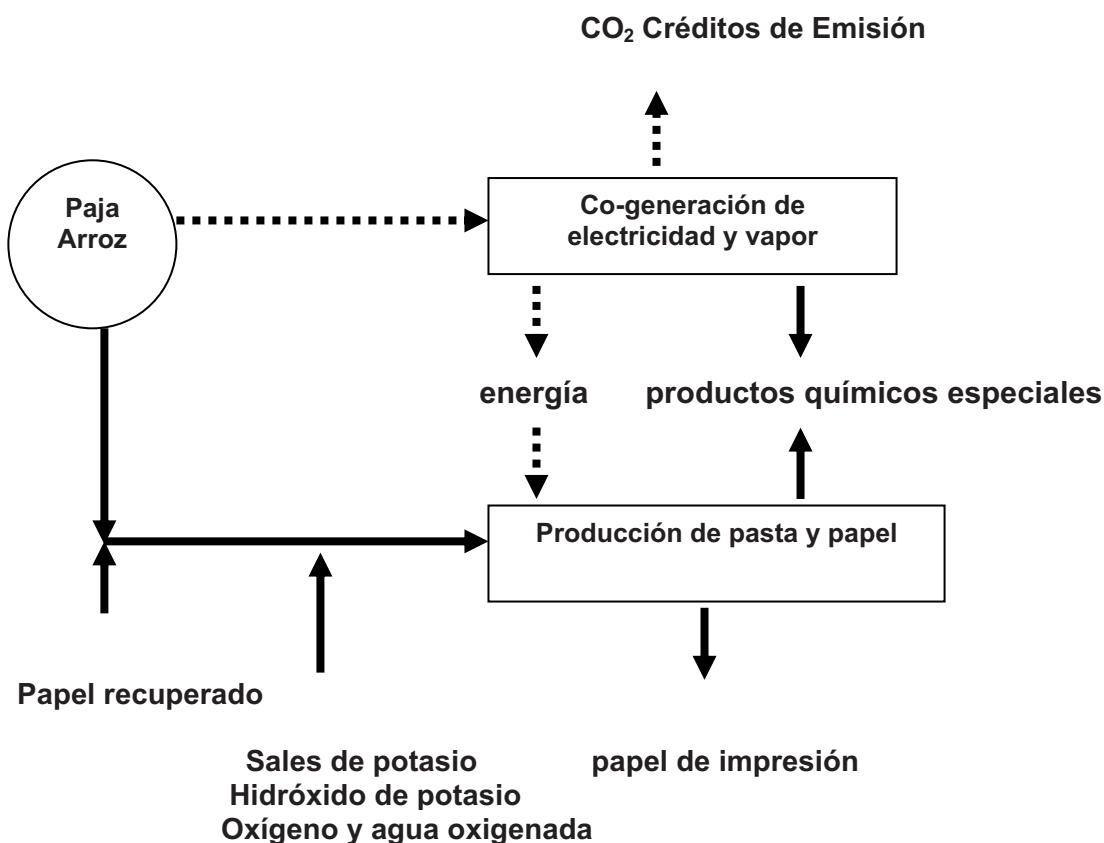 CO₂ Créditos de Emisión
Paja
Arroz
Co-generación de
electricidad y vapor
energía
productos químicos especiales
Producción de pasta y papel
Papel recuperado
Sales de potasio
Hidróxido de potasio
Oxígeno y agua oxigenada
papel de impresión